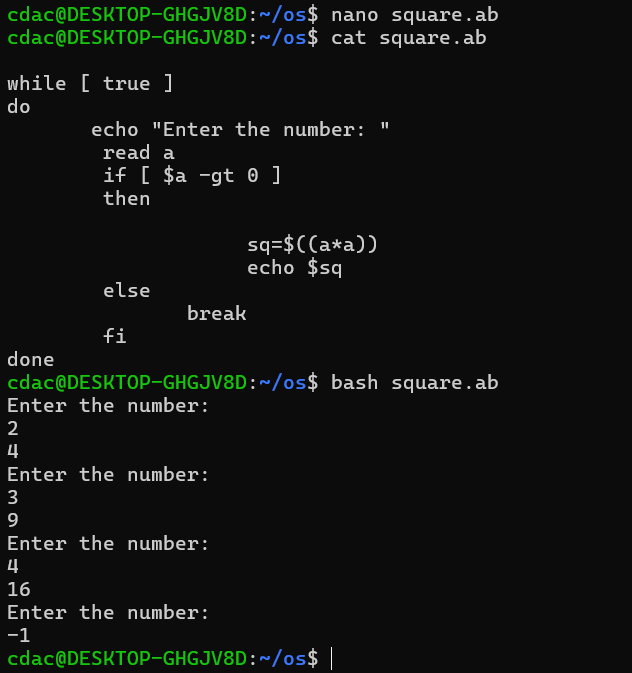 cdac@DESKTOP-GHGJV8D:~/os$ nano square.ab
cdac@DESKTOP-GHGJV8D:~/os$ cat square.ab
while [ true ]
do
echo "Enter the number: "
read a
if [ $a -gt 0 ]
then
sq=$((a*a))
echo $sq
else
break
fi
done
cdac@DESKTOP-GHGJV8D:~/os$ bash square.ab
Enter the number:
2
4
Enter the number:
3
9
Enter the number:
4
16
Enter the number:
-1
cdac@DESKTOP-GHGJV8D:~/os$